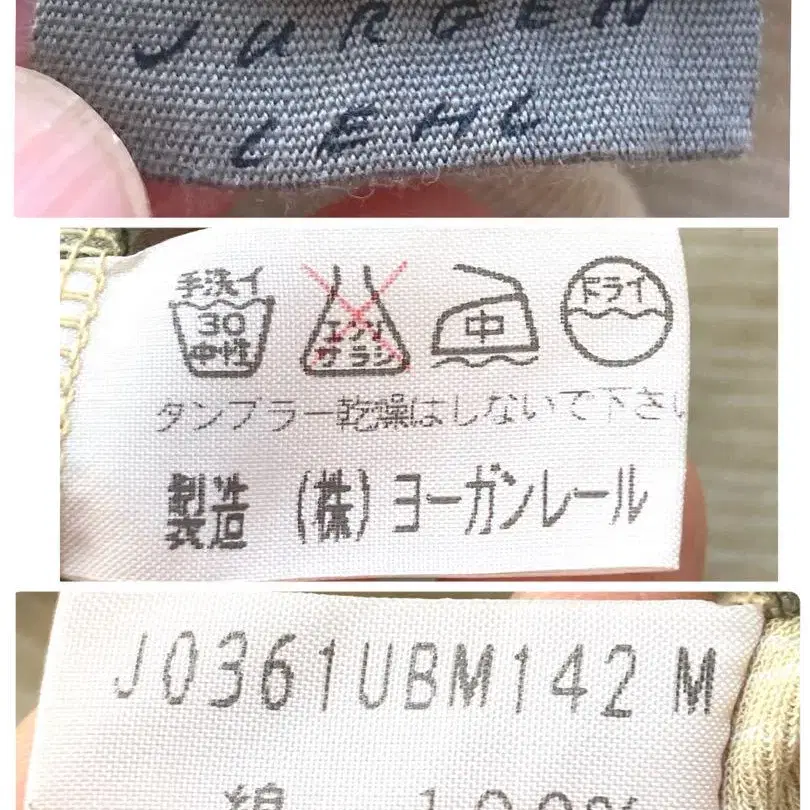 JURGEN
LEHL
手洗イ
30
中性
エンソ
サラシ
中
ドライ
タンブラー乾燥はしないで下さい
製造 (株) ヨーガンレール
J0361UBM142 M
綿 100%